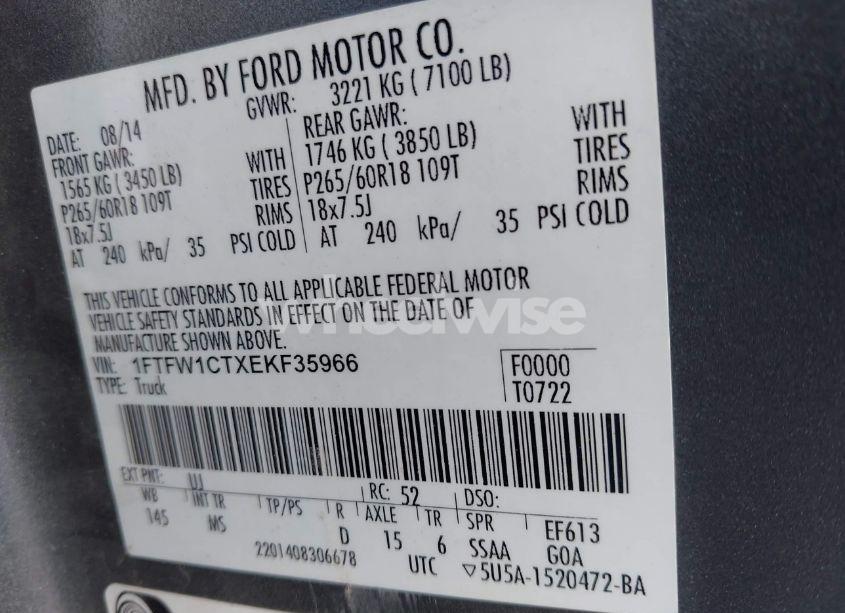 MFD. BY FORD MOTOR CO.
DATE: 08/14 GVWR: 3221 KG ( 7100 LB)
FRONT GAWR: REAR GAWR:
1565 KG ( 3450 LB) WITH 1746 KG ( 3850 LB) WITH
P265/60R18 109T TIRES P265/60R18 109T TIRES
18x7.5J RIMS 18x7.5J RIMS
AT 240 kPa/ 35 PSI COLD AT 240 kPa/ 35 PSI COLD
THIS VEHICLE CONFORMS TO ALL APPLICABLE FEDERAL MOTOR
VEHICLE SAFETY STANDARDS IN EFFECT ON THE DATE OF
MANUFACTURE SHOWN ABOVE.
wheelwise
VIN: 1FTFW1CTXEKF35966 F0000
TYPE: Truck T0722
EXT PNT: UJ RC: 52 DSO:
WB INT TR TP/PS R AXLE TR SPR EF613
145 MS D 15 6 SSAA GOA
2201408306678 UTC ▽5U5A-1520472-BA